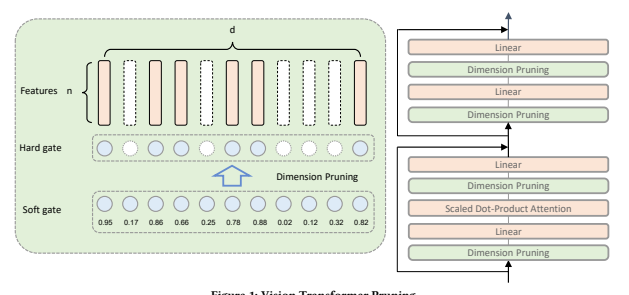 d
Features n
Hard gate
Dimension Pruning
Soft gate
0.95 0.17 0.86 0.66 0.25 0.78 0.88 0.02 0.12 0.32 0.82
Linear
Dimension Pruning
Linear
Dimension Pruning
Linear
Dimension Pruning
Scaled Dot-Product Attention
Linear
Dimension Pruning
Figure 1: Vision Transformer Pruning